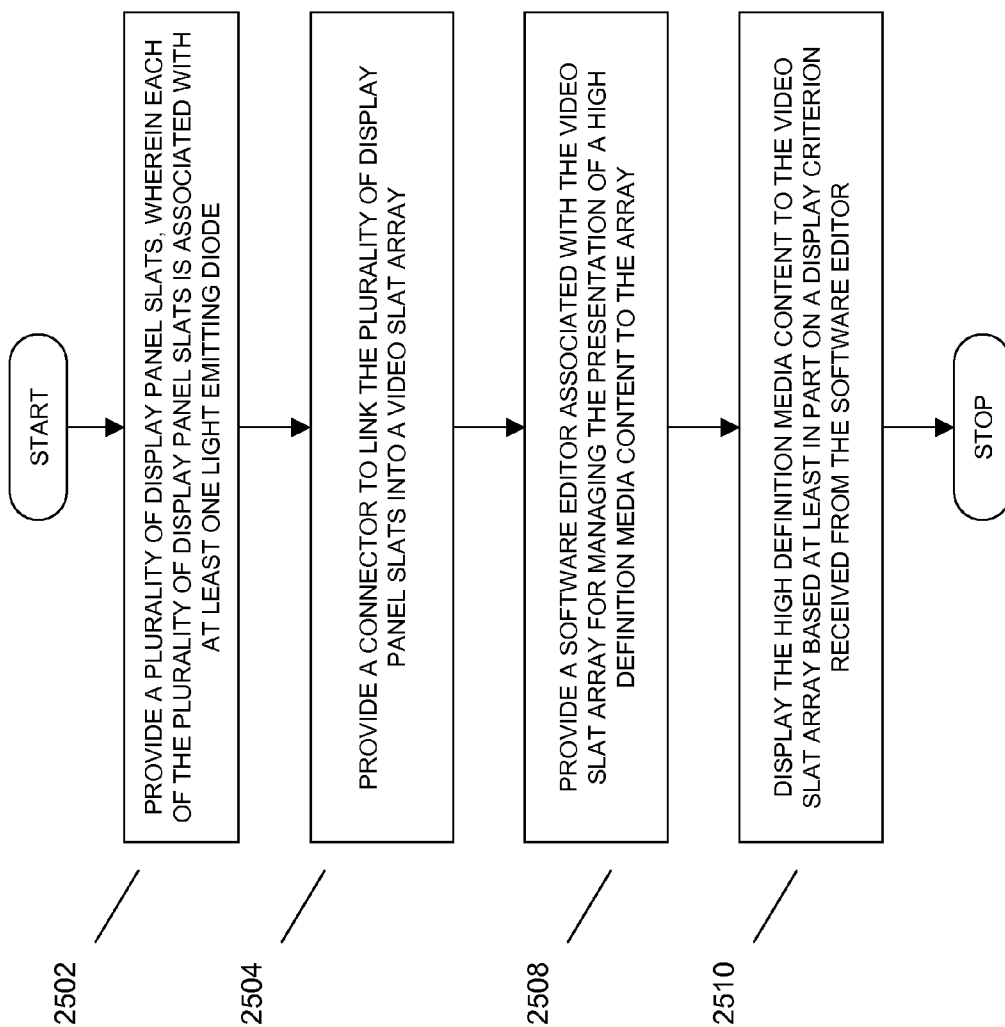 START
2502
PROVIDE A PLURALITY OF DISPLAY PANEL SLATS, WHEREIN EACH
OF THE PLURALITY OF DISPLAY PANEL SLATS IS ASSOCIATED WITH
AT LEAST ONE LIGHT EMITTING DIODE
2504
PROVIDE A CONNECTOR TO LINK THE PLURALITY OF DISPLAY
PANEL SLATS INTO A VIDEO SLAT ARRAY
2508
PROVIDE A SOFTWARE EDITOR ASSOCIATED WITH THE VIDEO
SLAT ARRAY FOR MANAGING THE PRESENTATION OF A HIGH
DEFINITION MEDIA CONTENT TO THE ARRAY
2510
DISPLAY THE HIGH DEFINITION MEDIA CONTENT TO THE VIDEO
SLAT ARRAY BASED AT LEAST IN PART ON A DISPLAY CRITERION
RECEIVED FROM THE SOFTWARE EDITOR
STOP